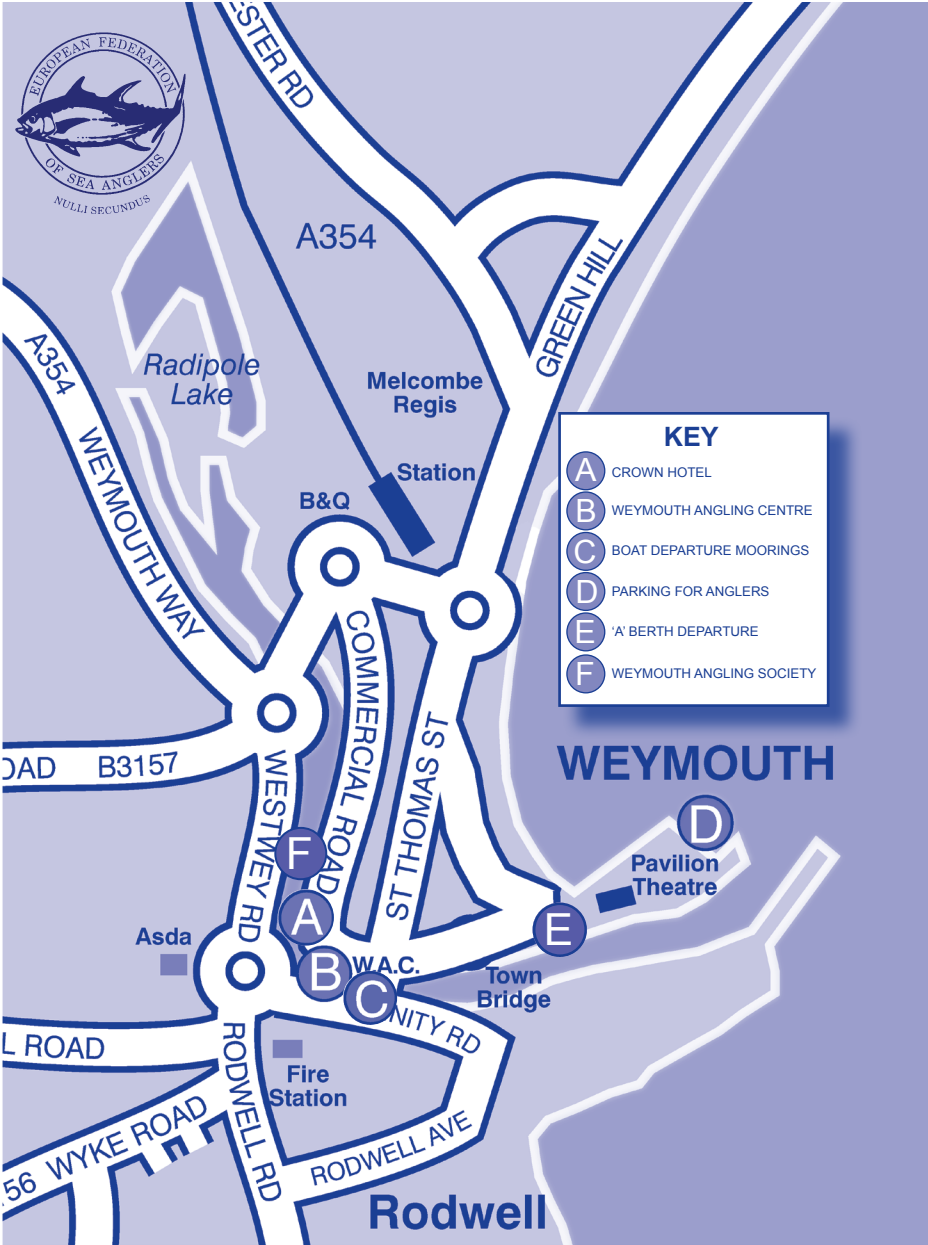 EUROPEAN FEDERATION
OF SEA ANGLERS
NULLI SECUNDUS
ESTER RD
A354
GREEN HILL
A354
WEYMOUTH WAY
Radipole
Lake
Melcombe
Regis
Station
B&Q
KEY
A CROWN HOTEL
B WEYMOUTH ANGLING CENTRE
C BOAT DEPARTURE MOORINGS
D PARKING FOR ANGLERS
E ‘A’ BERTH DEPARTURE
F WEYMOUTH ANGLING SOCIETY
COMMERCIAL ROAD
ST THOMAS ST
OAD B3157
WESTWEY RD
WEYMOUTH
D
Pavilion
Theatre
F
A
E
Asda
B
W.A.C.
C
Town
Bridge
NITY RD
L ROAD
RODWELL RD
Fire
Station
56 WYKE ROAD
RODWELL AVE
Rodwell